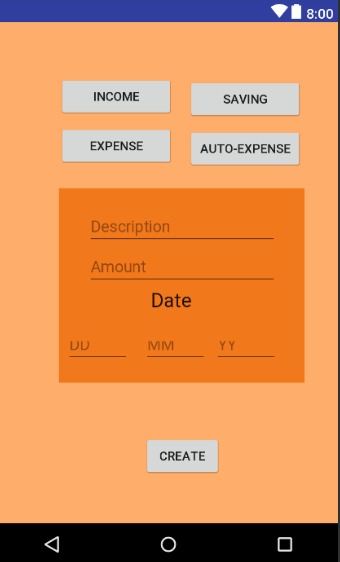 8:00
INCOME
SAVING
EXPENSE
AUTO-EXPENSE
Description
Amount
Date
DD MM YY
CREATE